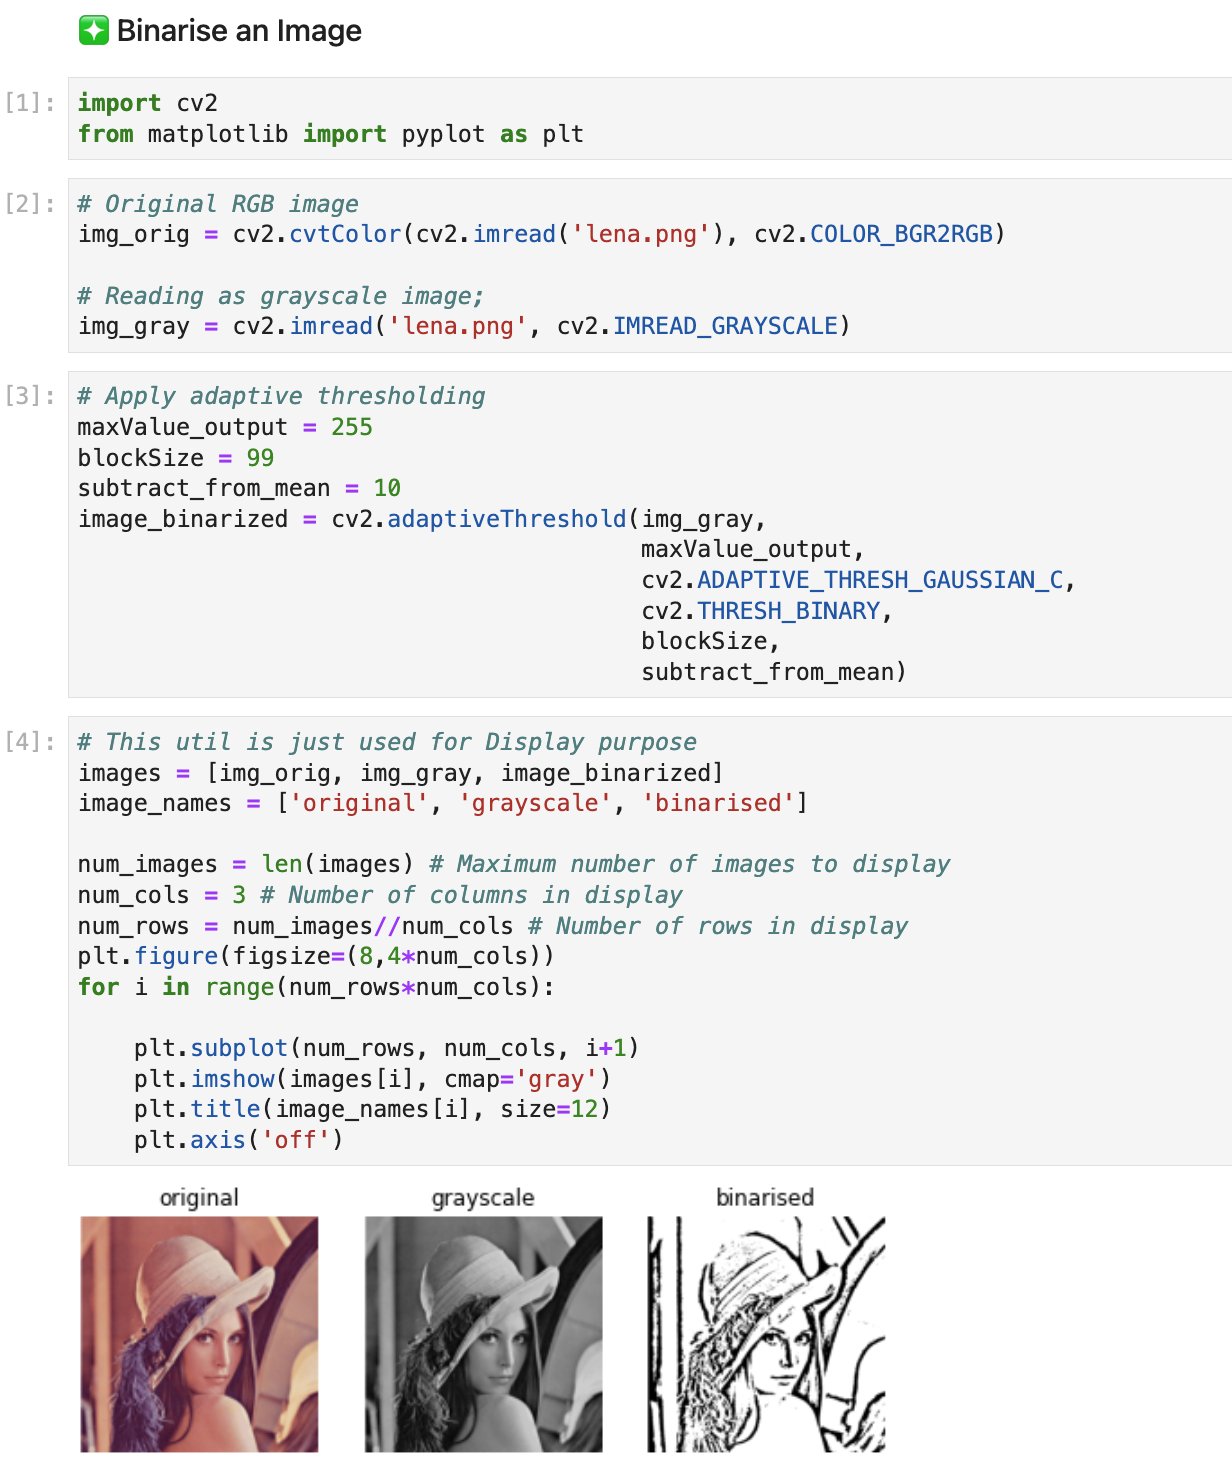 Binarise an Image
[1]:
import cv2
from matplotlib import pyplot as plt
[2]:
# Original RGB image
img_orig = cv2.cvtColor(cv2.imread('lena.png'), cv2.COLOR_BGR2RGB)
# Reading as grayscale image;
img_gray = cv2.imread('lena.png', cv2.IMREAD_GRAYSCALE)
[3]:
# Apply adaptive thresholding
maxValue_output = 255
blockSize = 99
subtract_from_mean = 10
image_binarized = cv2.adaptiveThreshold(img_gray,
maxValue_output,
cv2.ADAPTIVE_THRESH_GAUSSIAN_C,
cv2.THRESH_BINARY,
blockSize,
subtract_from_mean)
[4]:
# This util is just used for Display purpose
images = [img_orig, img_gray, image_binarized]
image_names = ['original', 'grayscale', 'binarised']
num_images = len(images) # Maximum number of images to display
num_cols = 3 # Number of columns in display
num_rows = num_images//num_cols # Number of rows in display
plt.figure(figsize=(8,4*num_cols))
for i in range(num_rows*num_cols):
plt.subplot(num_rows, num_cols, i+1)
plt.imshow(images[i], cmap='gray')
plt.title(image_names[i], size=12)
plt.axis('off')
original
grayscale
binarised